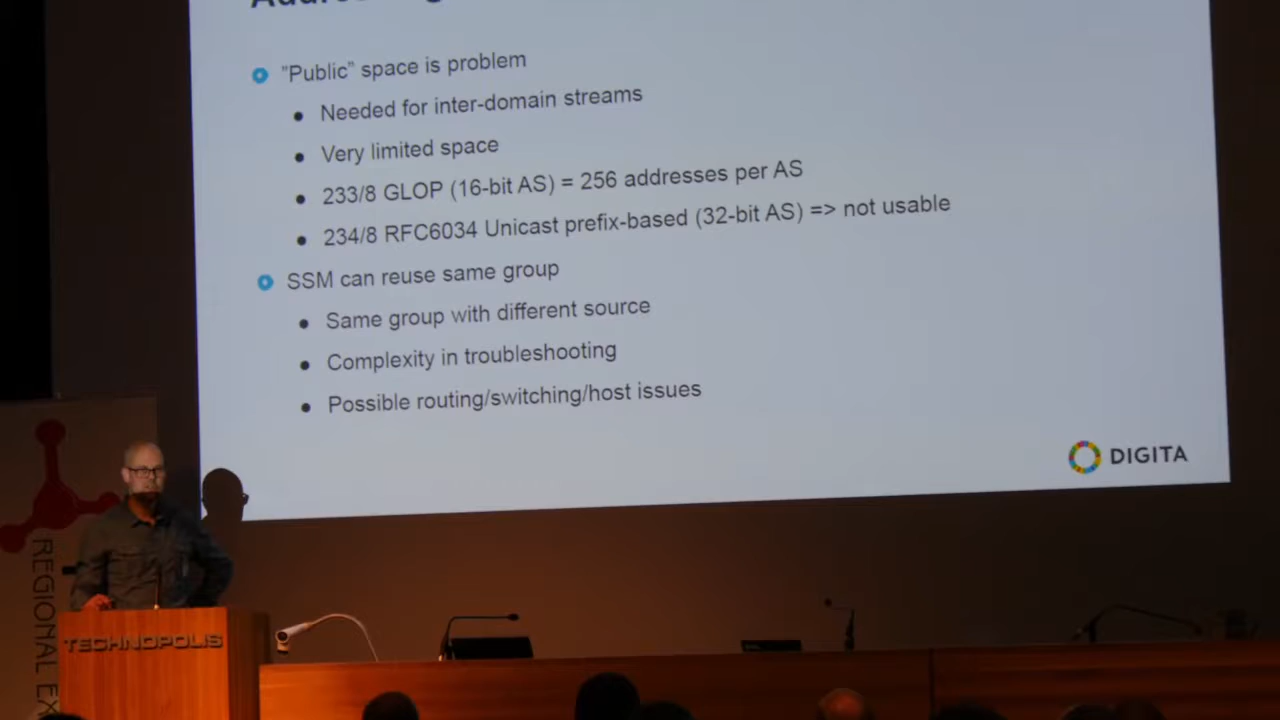 "Public" space is problem
Needed for inter-domain streams
Very limited space
233/8 GLOP (16-bit AS) = 256 addresses per AS
234/8 RFC6034 Unicast prefix-based (32-bit AS) => not usable
SSM can reuse same group
Same group with different source
Complexity in troubleshooting
Possible routing/switching/host issues
DIGITA
REGIONAL
TECHNOPOLIS